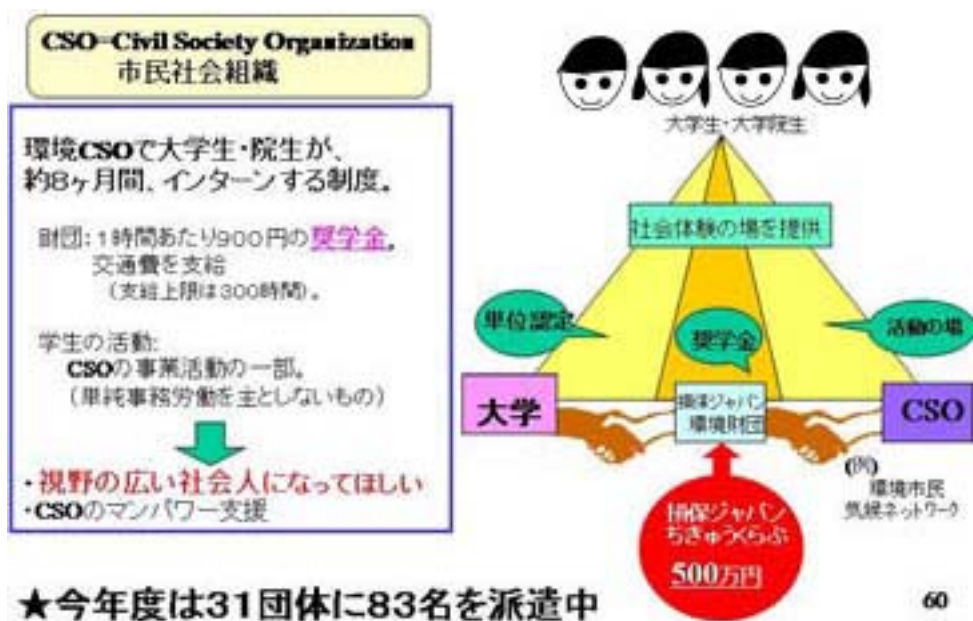 CSO=Civil Society Organization
市民社会組織
環境CSOで大学生・院生が、
約8ヶ月間、インターンする制度。
財団：1時間あたり900円の奨学金。
交通費を支給
（支給上限は300時間）。
学生の活動：
CSOの事業活動の一部。
（単純事務労働を主としないもの）
・視野の広い社会人になってほしい
・CSOのマンパワー支援
★今年度は31団体に83名を派遣中
大学生・大学院生
社会体験の場を提供
単位認定
奨学金
活動の場
大学
損保ジャパン
環境財団
CSO
(例)
環境市民
気候ネットワーク
損保ジャパン
ちきゅうくらぶ
500万円
60